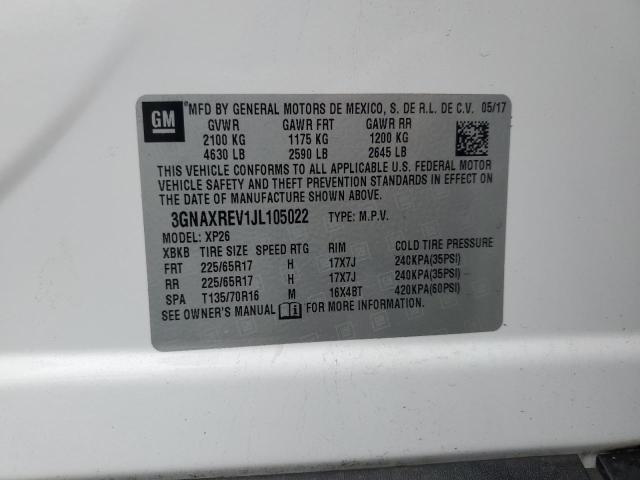 GM
®MFD BY GENERAL MOTORS DE MEXICO, S. DE R.L. DE C.V. 05/17
GVWR GAWR FRT GAWR RR
2100 KG 1175 KG 1200 KG
4630 LB 2590 LB 2645 LB
THIS VEHICLE CONFORMS TO ALL APPLICABLE U.S. FEDERAL MOTOR
VEHICLE SAFETY AND THEFT PREVENTION STANDARDS IN EFFECT ON
THE DATE OF MANUFACTURE SHOWN ABOVE.
3GNAXREV1JL105022 TYPE: M.P.V.
MODEL: XP26
XBKB TIRE SIZE SPEED RTG RIM COLD TIRE PRESSURE
FRT 225/65R17 H 17X7J 240KPA(35PSI)
RR 225/65R17 H 17X7J 240KPA(35PSI)
SPA T135/70R16 M 16X4BT 420KPA(60PSI)
SEE OWNER'S MANUAL FOR MORE INFORMATION.